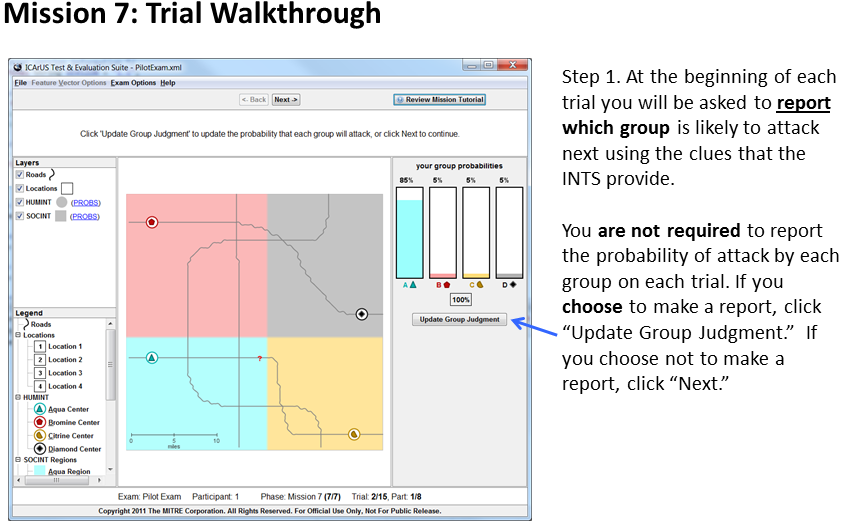 Mission 7: Trial Walkthrough
ICArUS Test & Evaluation Suite - PilotExam.xml
File Feature Vector Options Exam Options Help
<- Back Next -> Review Mission Tutorial
Click 'Update Group Judgment' to update the probability that each group will attack, or click Next to continue.
Layers
Roads
Locations
HUMINT (PROBS)
SOCINT (PROBS)
Legend
Roads
Locations
1 Location 1
2 Location 2
3 Location 3
4 Location 4
HUMINT
Aqua Center
Bromine Center
Citrine Center
Diamond Center
SOCINT Regions
Aqua Region
?
0 5 10
miles
your group probabilities
85% 5% 5% 5%
A B C D
100%
Update Group Judgment
Exam: Pilot Exam Participant: 1 Phase: Mission 7 (7/7) Trial: 2/15, Part: 1/8
Copyright 2011 The MITRE Corporation. All Rights Reserved. For Official Use Only, Not For Public Release.
Step 1. At the beginning of each
trial you will be asked to report
which group is likely to attack
next using the clues that the
INTS provide.
You are not required to report
the probability of attack by each
group on each trial. If you
choose to make a report, click
“Update Group Judgment.” If
you choose not to make a
report, click “Next.”